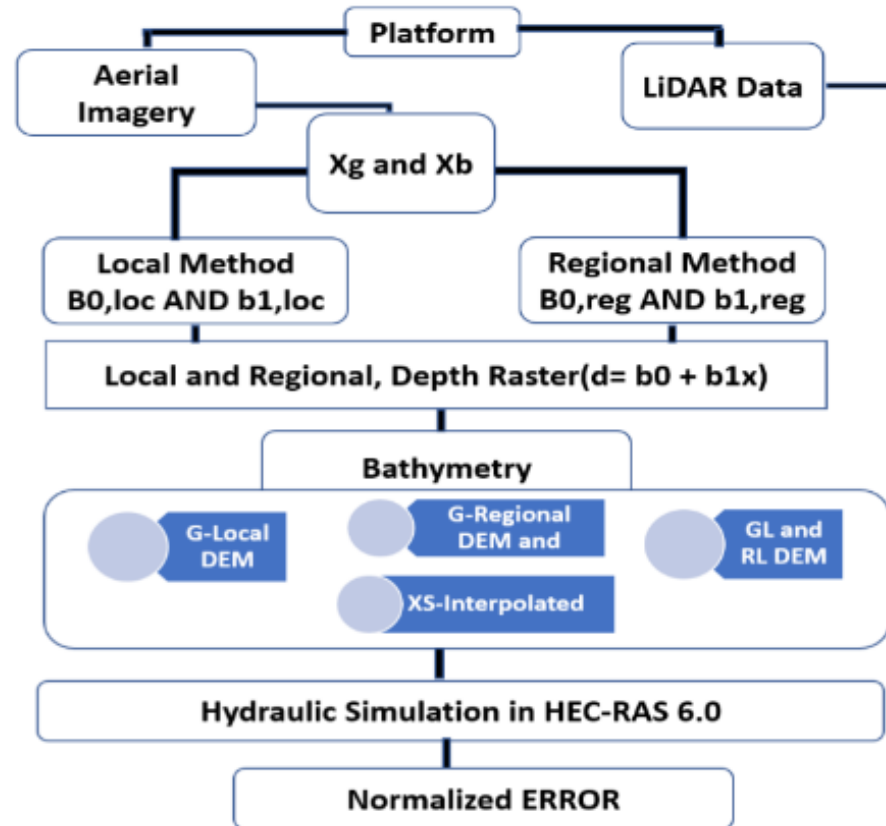 Platform
Aerial
Imagery
LiDAR Data
Xg and Xb
Local Method
B0,loc AND b1,loc
Regional Method
B0,reg AND b1,reg
Local and Regional, Depth Raster(d= b0 + b1x)
Bathymetry
G-Local
DEM
G-Regional
DEM and
GL and
RL DEM
XS-Interpolated
Hydraulic Simulation in HEC-RAS 6.0
Normalized ERROR